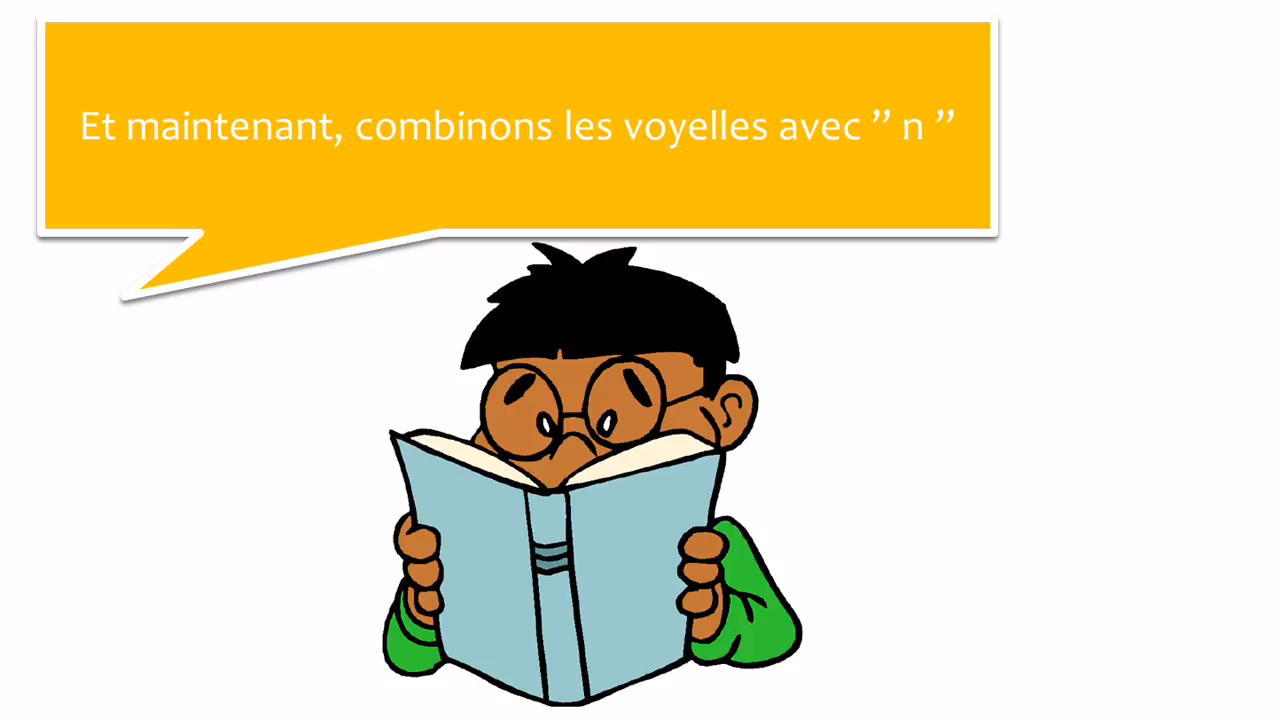 Et maintenant, combinons les voyelles avec ” n ”